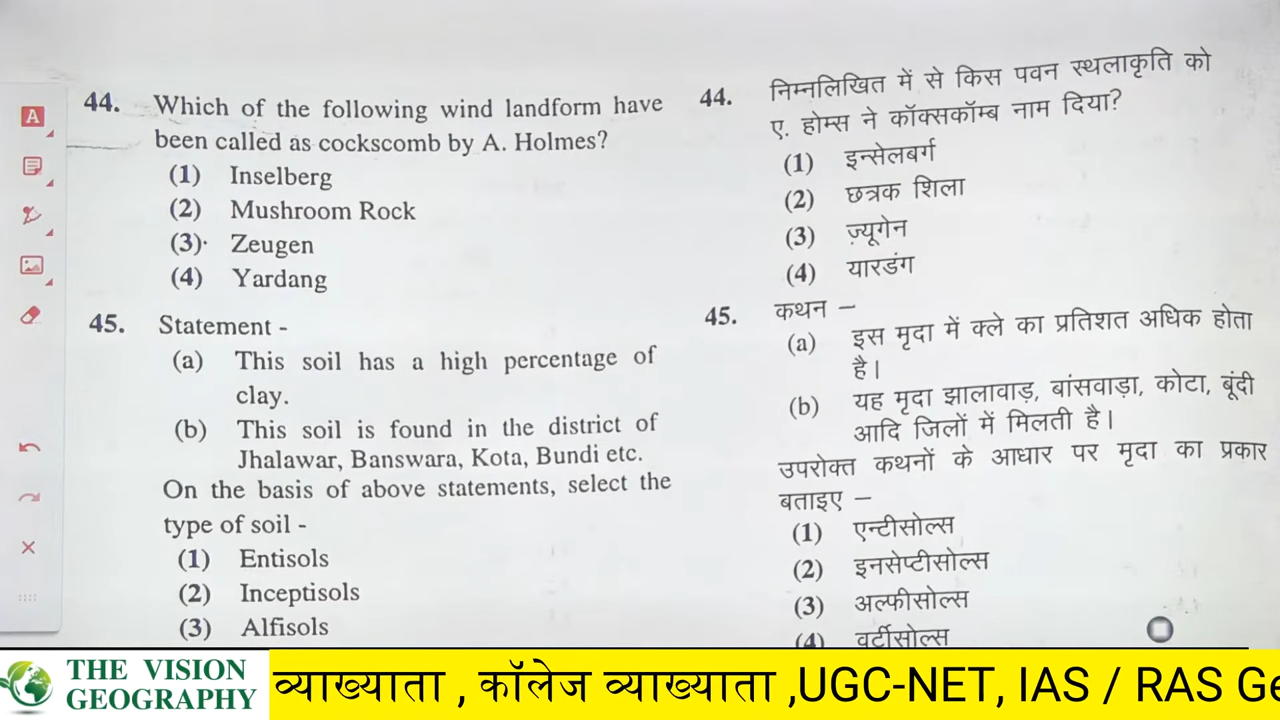 44. Which of the following wind landform have
been called as cockscomb by A. Holmes?
(1) Inselberg
(2) Mushroom Rock
(3) Zeugen
(4) Yardang
45. Statement -
(a) This soil has a high percentage of
clay.
(b) This soil is found in the district of
Jhalawar, Banswara, Kota, Bundi etc.
On the basis of above statements, select the
type of soil -
(1) Entisols
(2) Inceptisols
(3) Alfisols
44. निम्नलिखित में से किस पवन स्थलाकृति को
ए. होम्स ने कॉक्सकॉम्ब नाम दिया?
(1) इन्सेलबर्ग
(2) छत्रक शिला
(3) ज़्यूगेन
(4) यारडंग
45. कथन –
(a) इस मृदा में क्ले का प्रतिशत अधिक होता
है।
(b) यह मृदा झालावाड़, बांसवाड़ा, कोटा, बूंदी
आदि जिलों में मिलती है।
उपरोक्त कथनों के आधार पर मृदा का प्रकार
बताइए –
(1) एन्टीसोल्स
(2) इनसेप्टीसोल्स
(3) अल्फीसोल्स
(4) वर्टीसोल्स
THE VISION
GEOGRAPHY
व्याख्याता , कॉलेज व्याख्याता ,UGC-NET, IAS / RAS Ge